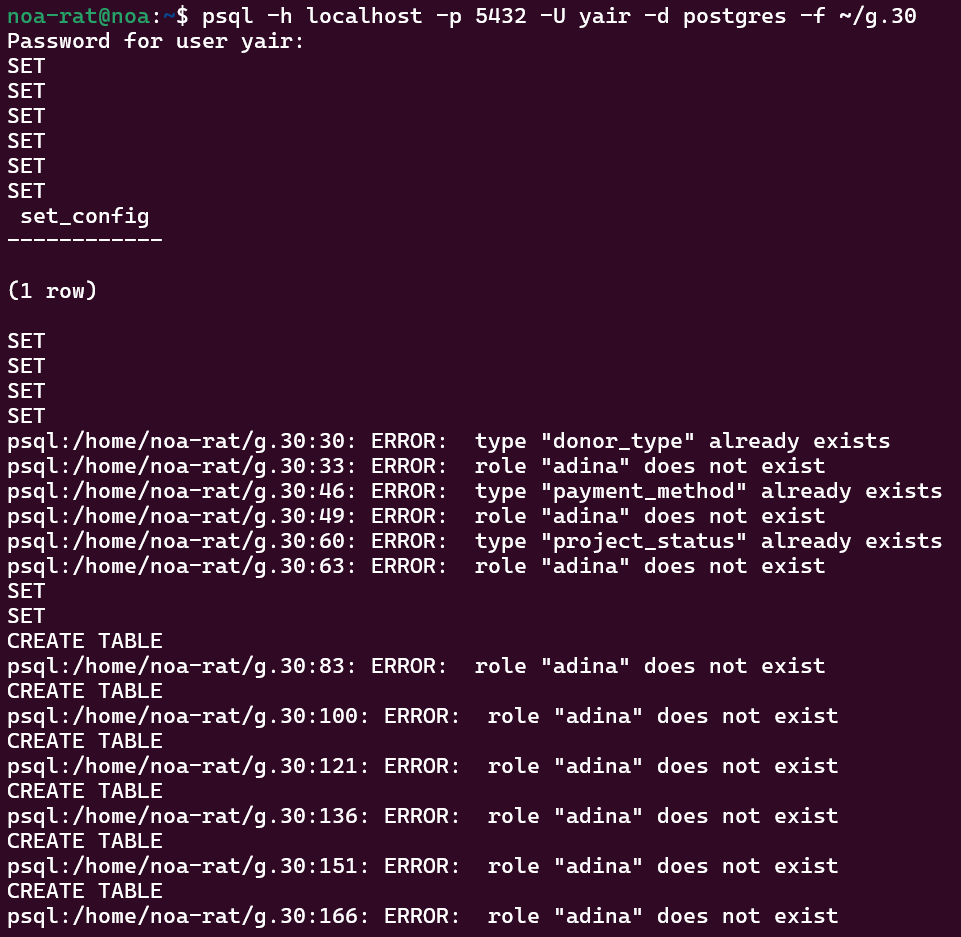 noa-rat@noa:~$ psql -h localhost -p 5432 -U yair -d postgres -f ~/g.30
Password for user yair:
SET
SET
SET
SET
SET
SET
 set_config
------------

(1 row)

SET
SET
SET
SET
psql:/home/noa-rat/g.30:30: ERROR:  type "donor_type" already exists
psql:/home/noa-rat/g.30:33: ERROR:  role "adina" does not exist
psql:/home/noa-rat/g.30:46: ERROR:  type "payment_method" already exists
psql:/home/noa-rat/g.30:49: ERROR:  role "adina" does not exist
psql:/home/noa-rat/g.30:60: ERROR:  type "project_status" already exists
psql:/home/noa-rat/g.30:63: ERROR:  role "adina" does not exist
SET
SET
CREATE TABLE
psql:/home/noa-rat/g.30:83: ERROR:  role "adina" does not exist
CREATE TABLE
psql:/home/noa-rat/g.30:100: ERROR:  role "adina" does not exist
CREATE TABLE
psql:/home/noa-rat/g.30:121: ERROR:  role "adina" does not exist
CREATE TABLE
psql:/home/noa-rat/g.30:136: ERROR:  role "adina" does not exist
CREATE TABLE
psql:/home/noa-rat/g.30:151: ERROR:  role "adina" does not exist
CREATE TABLE
psql:/home/noa-rat/g.30:166: ERROR:  role "adina" does not exist